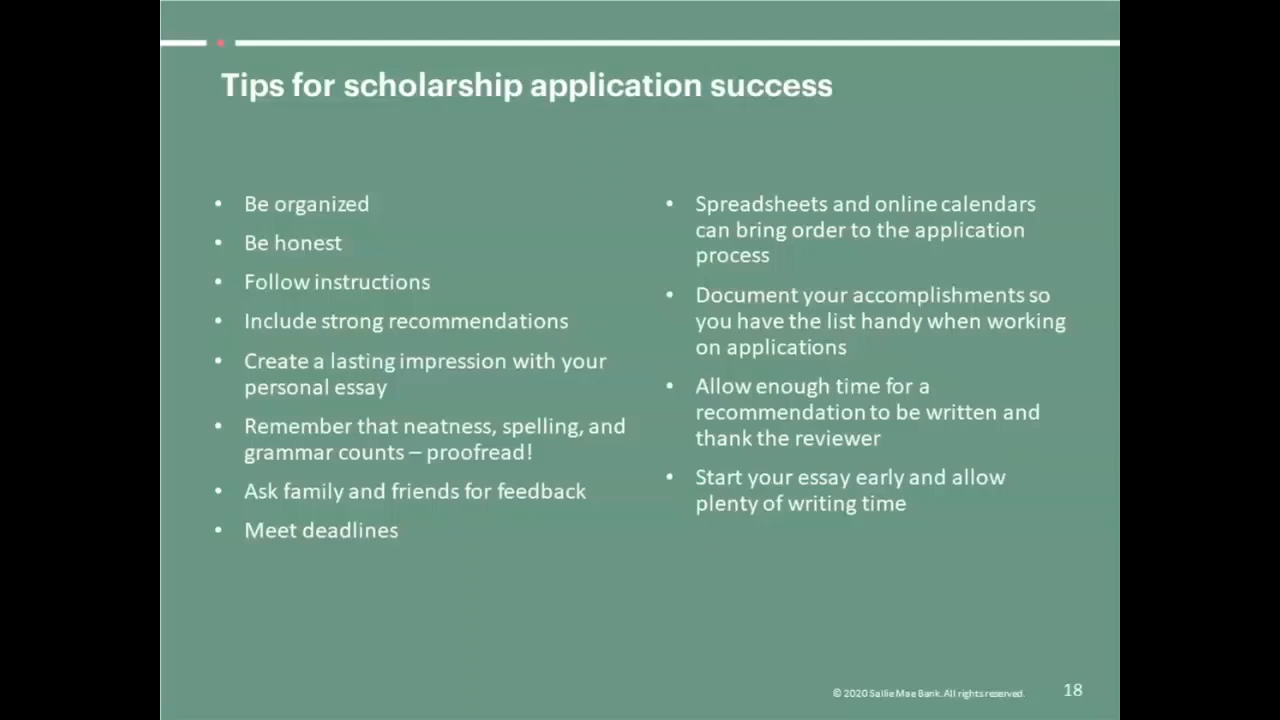 Tips for scholarship application success
• Be organized
• Be honest
• Follow instructions
• Include strong recommendations
• Create a lasting impression with your
personal essay
• Remember that neatness, spelling, and
grammar counts – proofread!
• Ask family and friends for feedback
• Meet deadlines
• Spreadsheets and online calendars
can bring order to the application
process
• Document your accomplishments so
you have the list handy when working
on applications
• Allow enough time for a
recommendation to be written and
thank the reviewer
• Start your essay early and allow
plenty of writing time
© 2020 Sallie Mae Bank. All rights reserved.
18